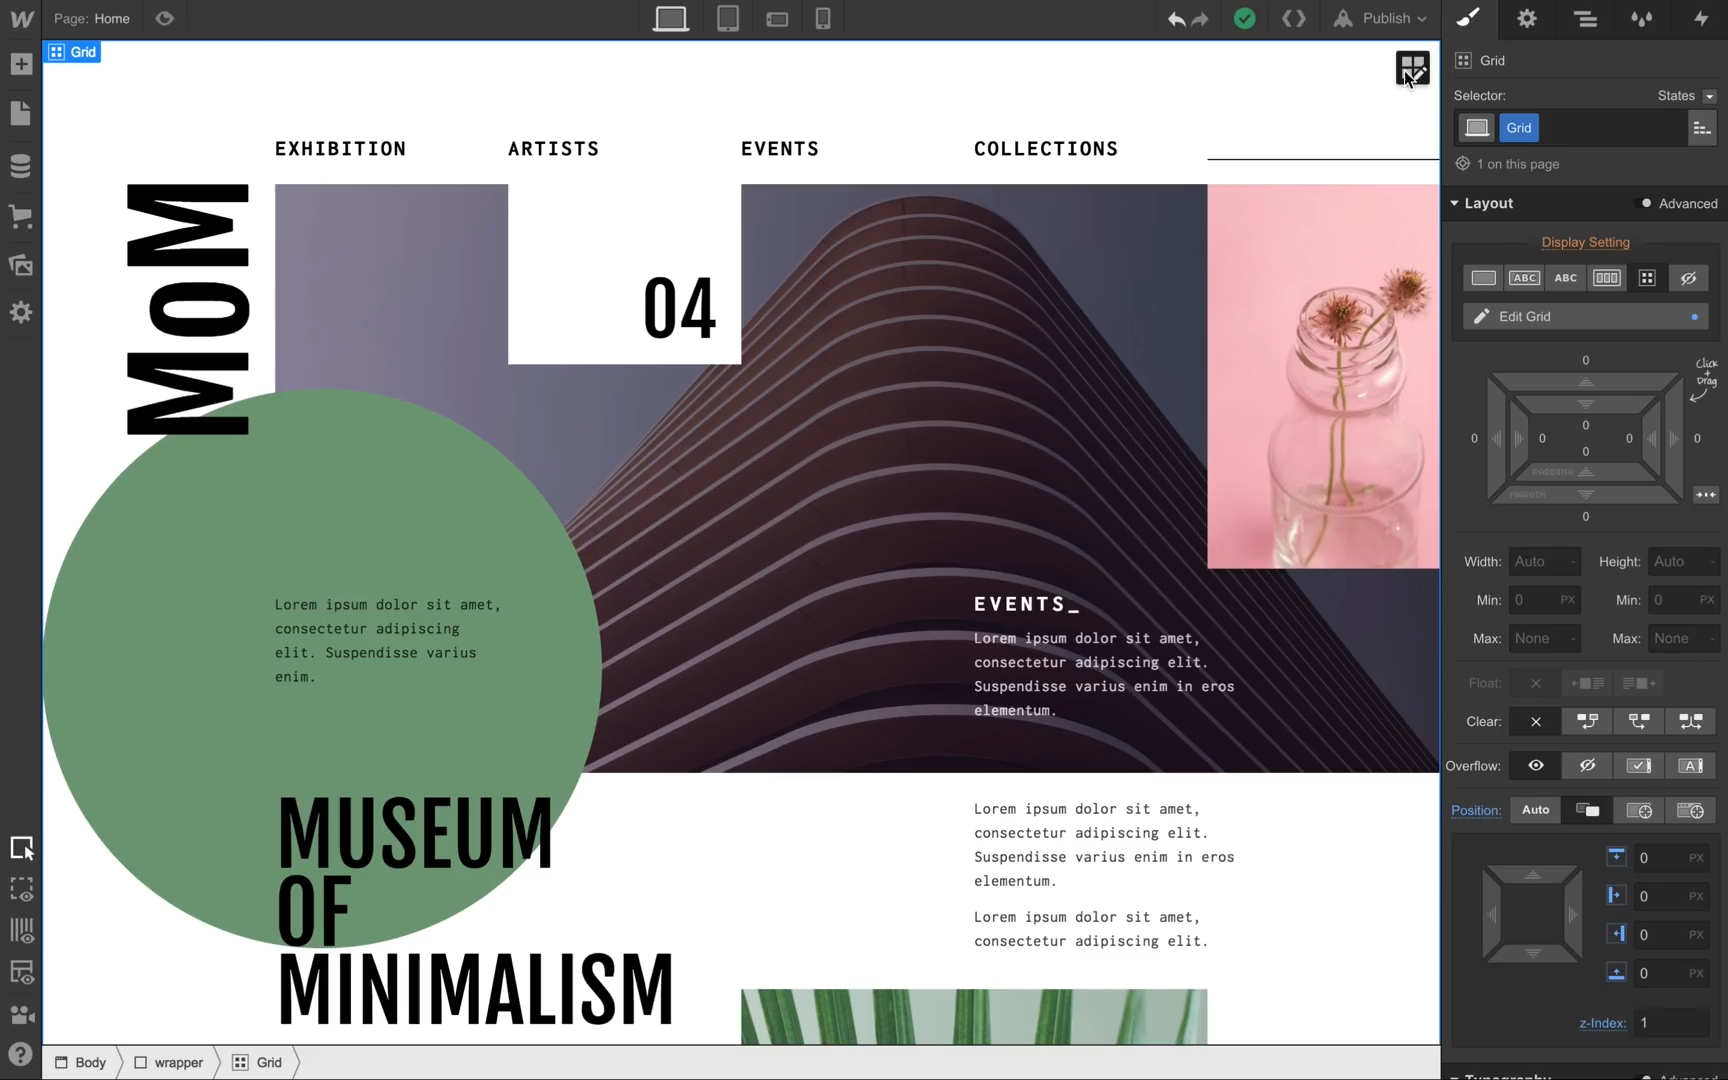 W
Page: Home
Publish
Grid
EXHIBITION
ARTISTS
EVENTS
COLLECTIONS
MoM
04
Lorem ipsum dolor sit amet,
consectetur adipiscing
elit. Suspendisse varius
enim.
EVENTS_
Lorem ipsum dolor sit amet,
consectetur adipiscing elit.
Suspendisse varius enim in eros
elementum.
MUSEUM
OF
MINIMALISM
Lorem ipsum dolor sit amet,
consectetur adipiscing elit.
Suspendisse varius enim in eros
elementum.
Lorem ipsum dolor sit amet,
consectetur adipiscing elit.
Body
wrapper
Grid
Grid
Selector:
States
Grid
1 on this page
Layout
Advanced
Display Setting
ABC
ABC
Edit Grid
0
Click
+
Drag
0
0
0
0
0
0
PADDING
MARGIN
0
Width: Auto -
Height: Auto -
Min: 0 PX
Min: 0 PX
Max: None -
Max: None -
Float:
Clear:
Overflow:
A
Position:
Auto
0 PX
0 PX
0 PX
0 PX
z-Index: 1